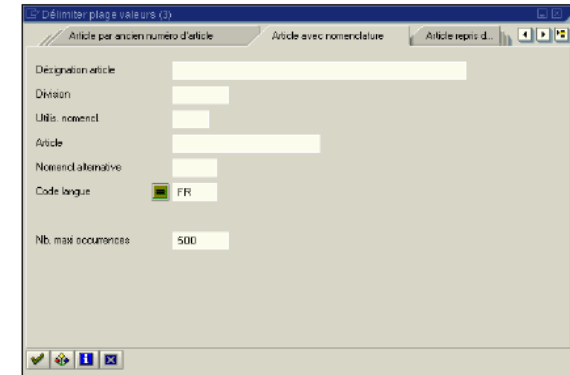 Délimiter plage valeurs (3)
Article par ancien numéro d'article Article avec nomenclature Article repris d...
Désignation article
Division
Utilis. nomencl.
Article
Nomencl alternative
Code langue = FR
Nb. maxi occurrences 500